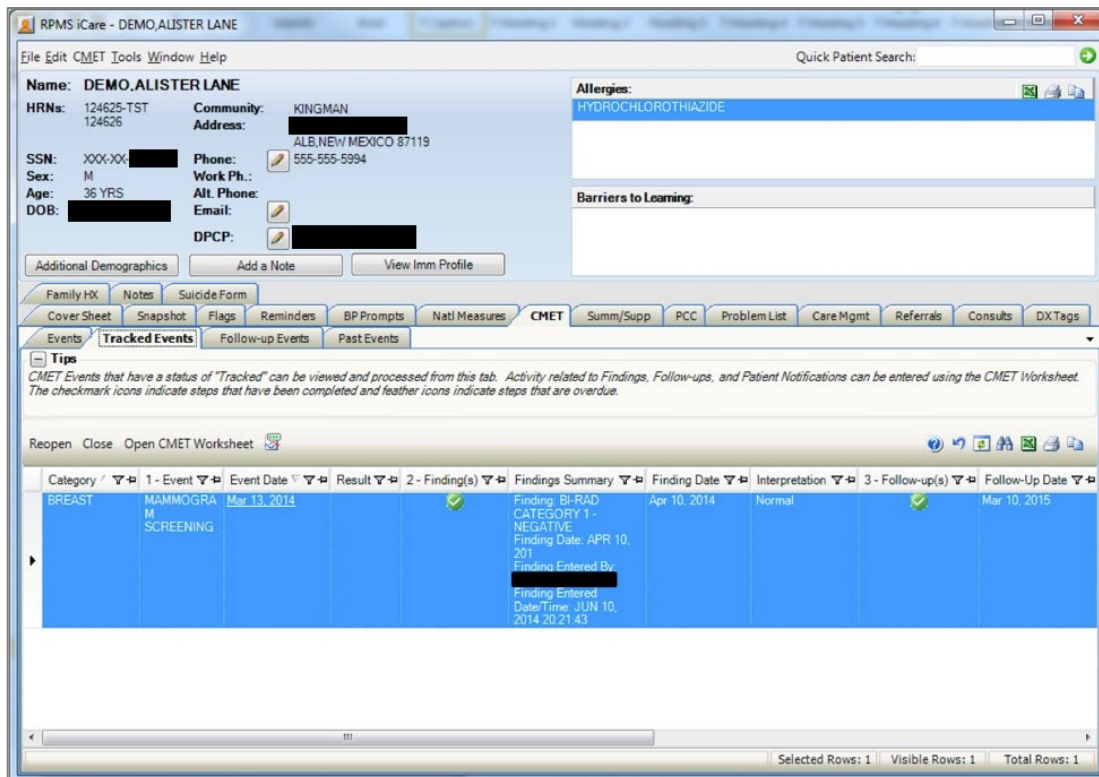 RPMS iCare - DEMO,ALISTER LANE
File Edit CMET Tools Window Help
Quick Patient Search:
Name: DEMO,ALISTER LANE
HRNs: 124625-TST Community: KINGMAN
124626 Address:
ALB,NEW MEXICO 87119
SSN: XXX-XX- Phone: 555-555-5994
Sex: M Work Ph.:
Age: 36 YRS Alt. Phone:
DOB: Email:
DPCP:
Allergies:
HYDROCHLOROTHIAZIDE
Barriers to Learning:
Additional Demographics Add a Note View Imm Profile
Family HX Notes Suicide Form
Cover Sheet Snapshot Flags Reminders BP Prompts Natl Measures CMET Summ/Supp PCC Problem List Care Mgmt Referrals Consults DX Tags
Events Tracked Events Follow-up Events Past Events
Tips
CMET Events that have a status of "Tracked" can be viewed and processed from this tab. Activity related to Findings, Follow-ups, and Patient Notifications can be entered using the CMET Worksheet.
The checkmark icons indicate steps that have been completed and feather icons indicate steps that are overdue.
Reopen Close Open CMET Worksheet
Category 1 - Event Event Date Result 2 - Finding(s) Findings Summary Finding Date Interpretation 3 - Follow-up(s) Follow-Up Date
BREAST MAMMOGRA Mar 13, 2014 Finding: BI-RAD Apr 10, 2014 Normal Mar 10, 2015
M CATEGORY 1 -
SCREENING NEGATIVE
Finding Date: APR 10,
201
Finding Entered By:
Finding Entered
Date/Time: JUN 10,
2014 20:21:43
Selected Rows: 1 Visible Rows: 1 Total Rows: 1